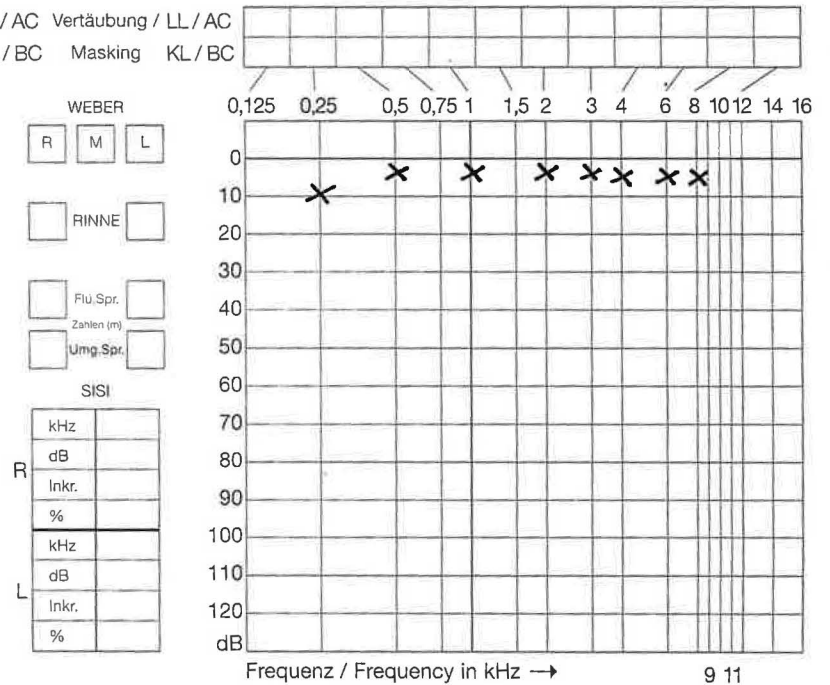 / AC Vertäubung / LL / AC
/ BC Masking KL / BC
WEBER
R M L
RINNE
Flü.Spr.
Zahlen (m)
Umg.Spr.
SISI
R
kHz
dB
Inkr.
%
L
kHz
dB
Inkr.
%
0,125 0,25 0,5 0,75 1 1,5 2 3 4 6 8 10 12 14 16
0
10
20
30
40
50
60
70
80
90
100
110
120
dB
Frequenz / Frequency in kHz → 9 11